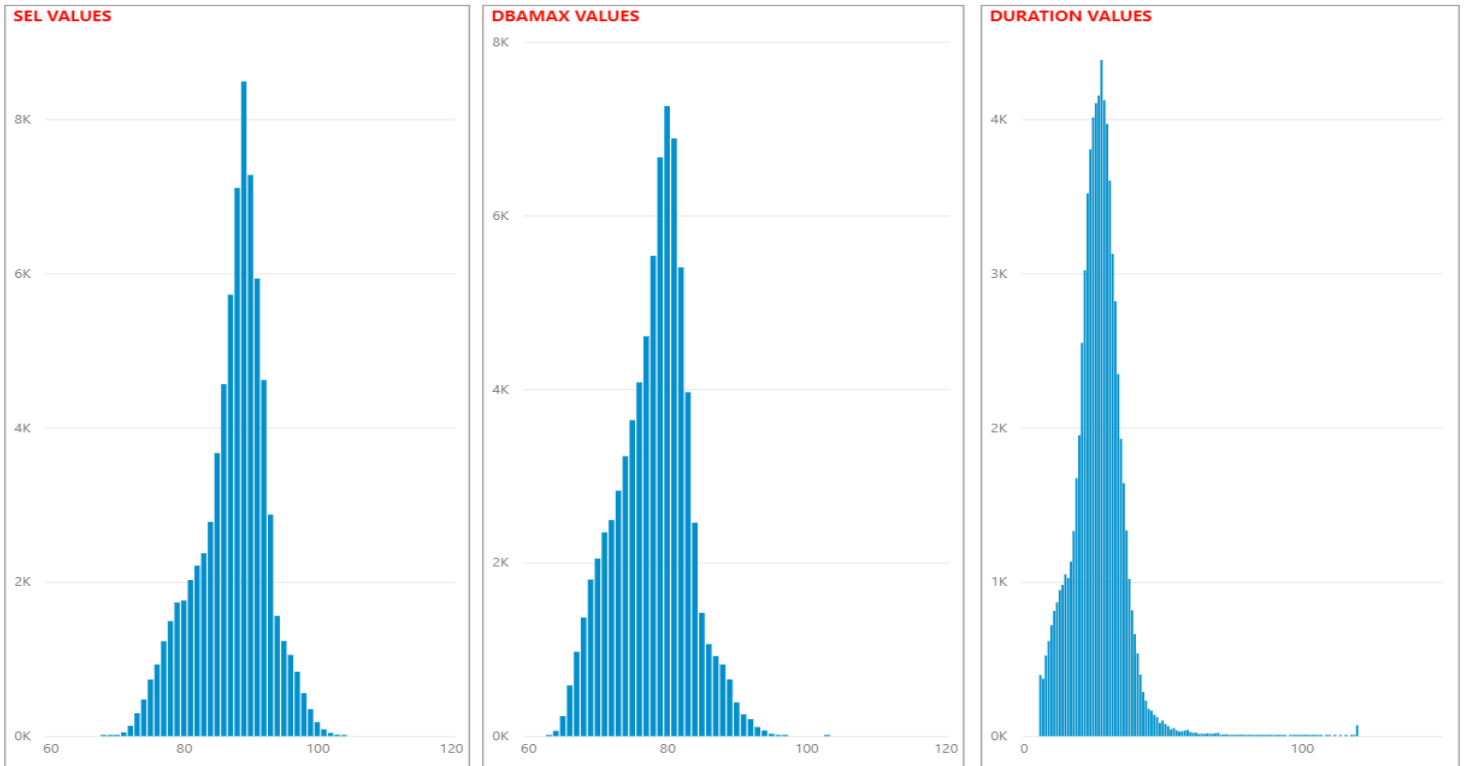 SEL VALUES
8K
6K
4K
2K
0K
60 80 100 120
DBAMAX VALUES
8K
6K
4K
2K
0K
60 80 100 120
DURATION VALUES
4K
3K
2K
1K
0K
0 100